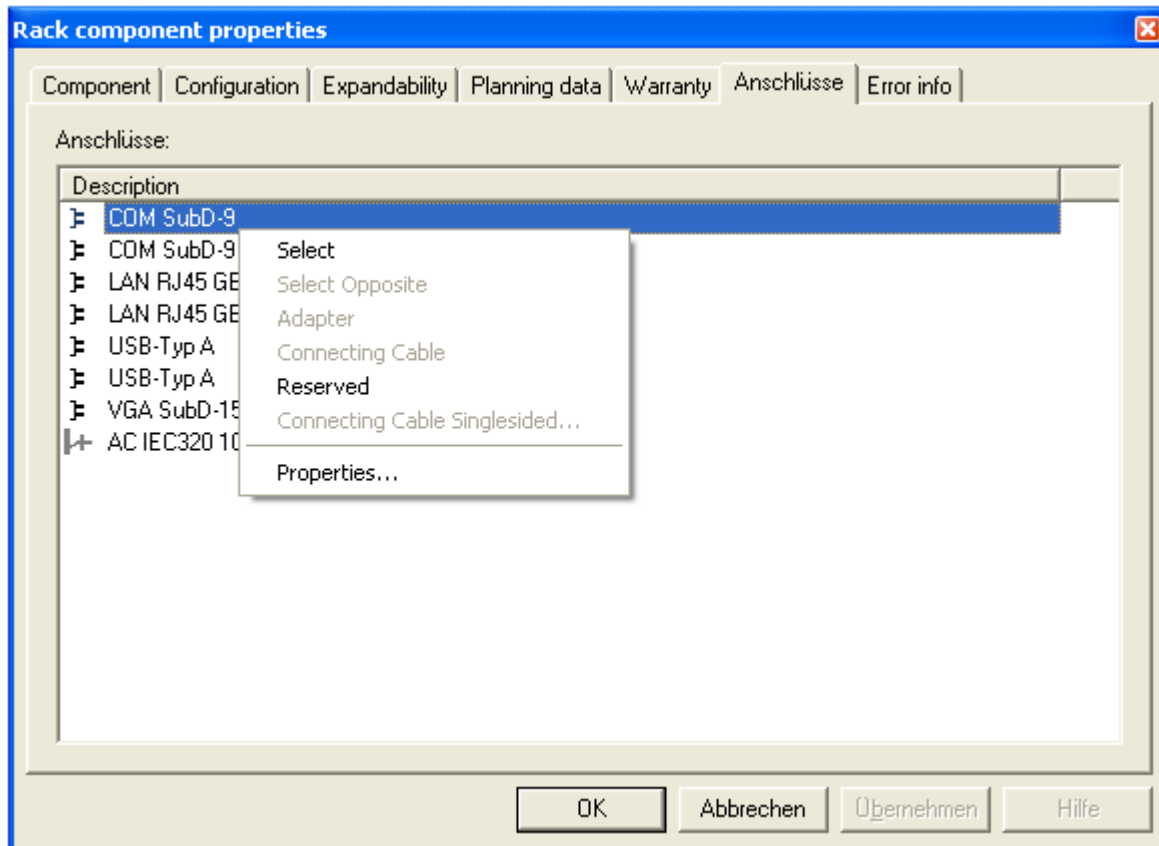 Rack component properties
Component Configuration Expandability Planning data Warranty Anschlüsse Error info
Anschlüsse:
Description
COM SubD-9
COM SubD-9
LAN RJ45 GE
LAN RJ45 GE
USB-Typ A
USB-Typ A
VGA SubD-15
AC IEC320 10
Select
Select Opposite
Adapter
Connecting Cable
Reserved
Connecting Cable Singlesided...
Properties...
OK Abbrechen Übernehmen Hilfe